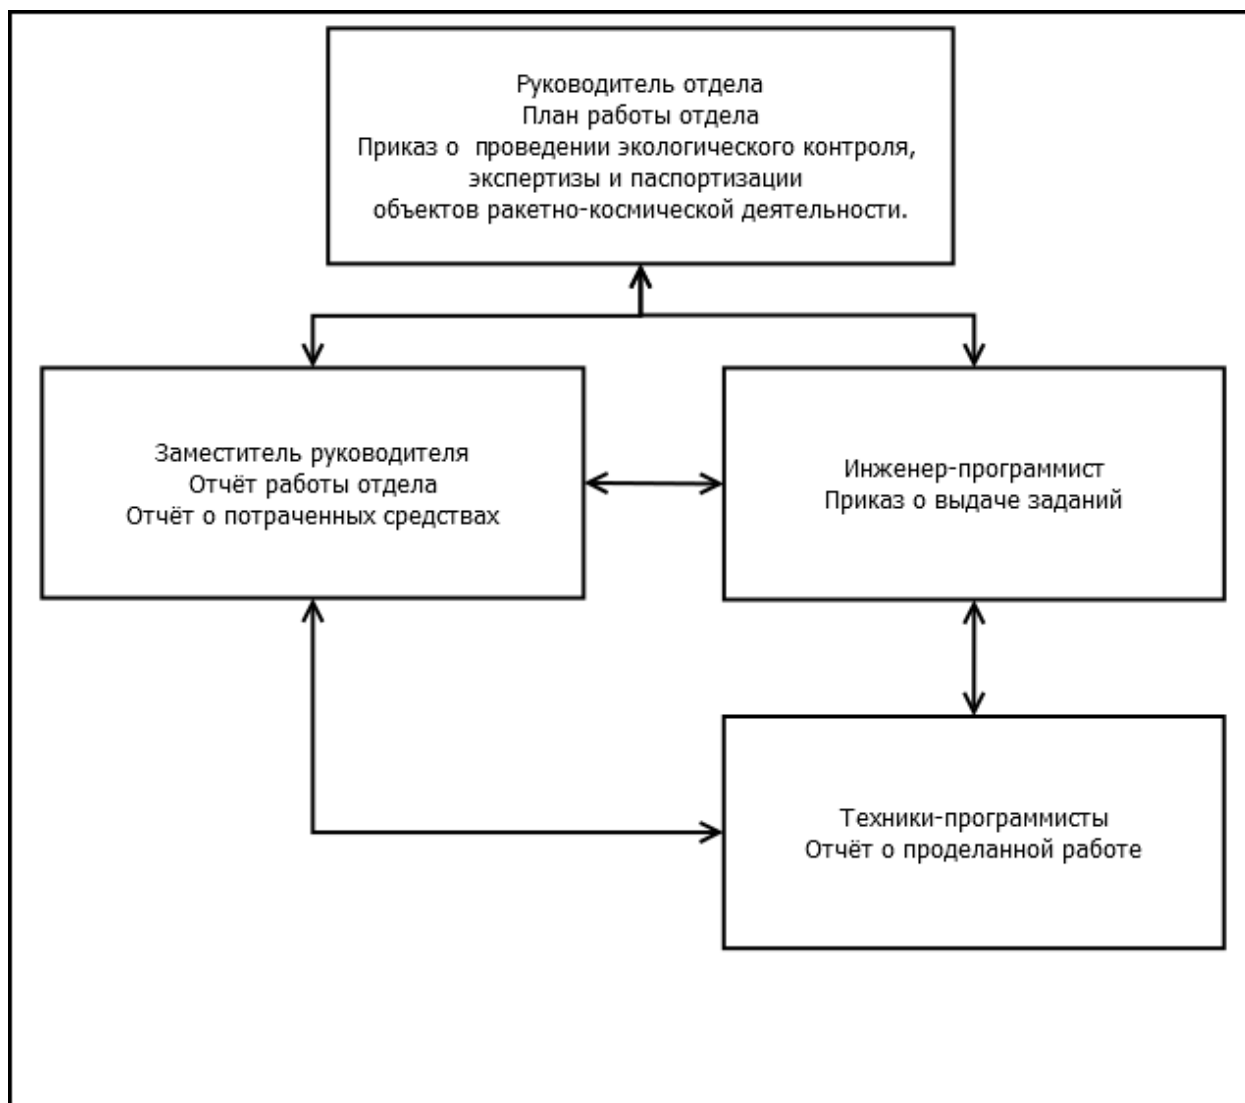 Руководитель отдела
План работы отдела
Приказ о  проведении экологического контроля,
экспертизы и паспортизации
объектов ракетно-космической деятельности.
Заместитель руководителя
Отчёт работы отдела
Отчёт о потраченных средствах
Инженер-программист
Приказ о выдаче заданий
Техники-программисты
Отчёт о проделанной работе